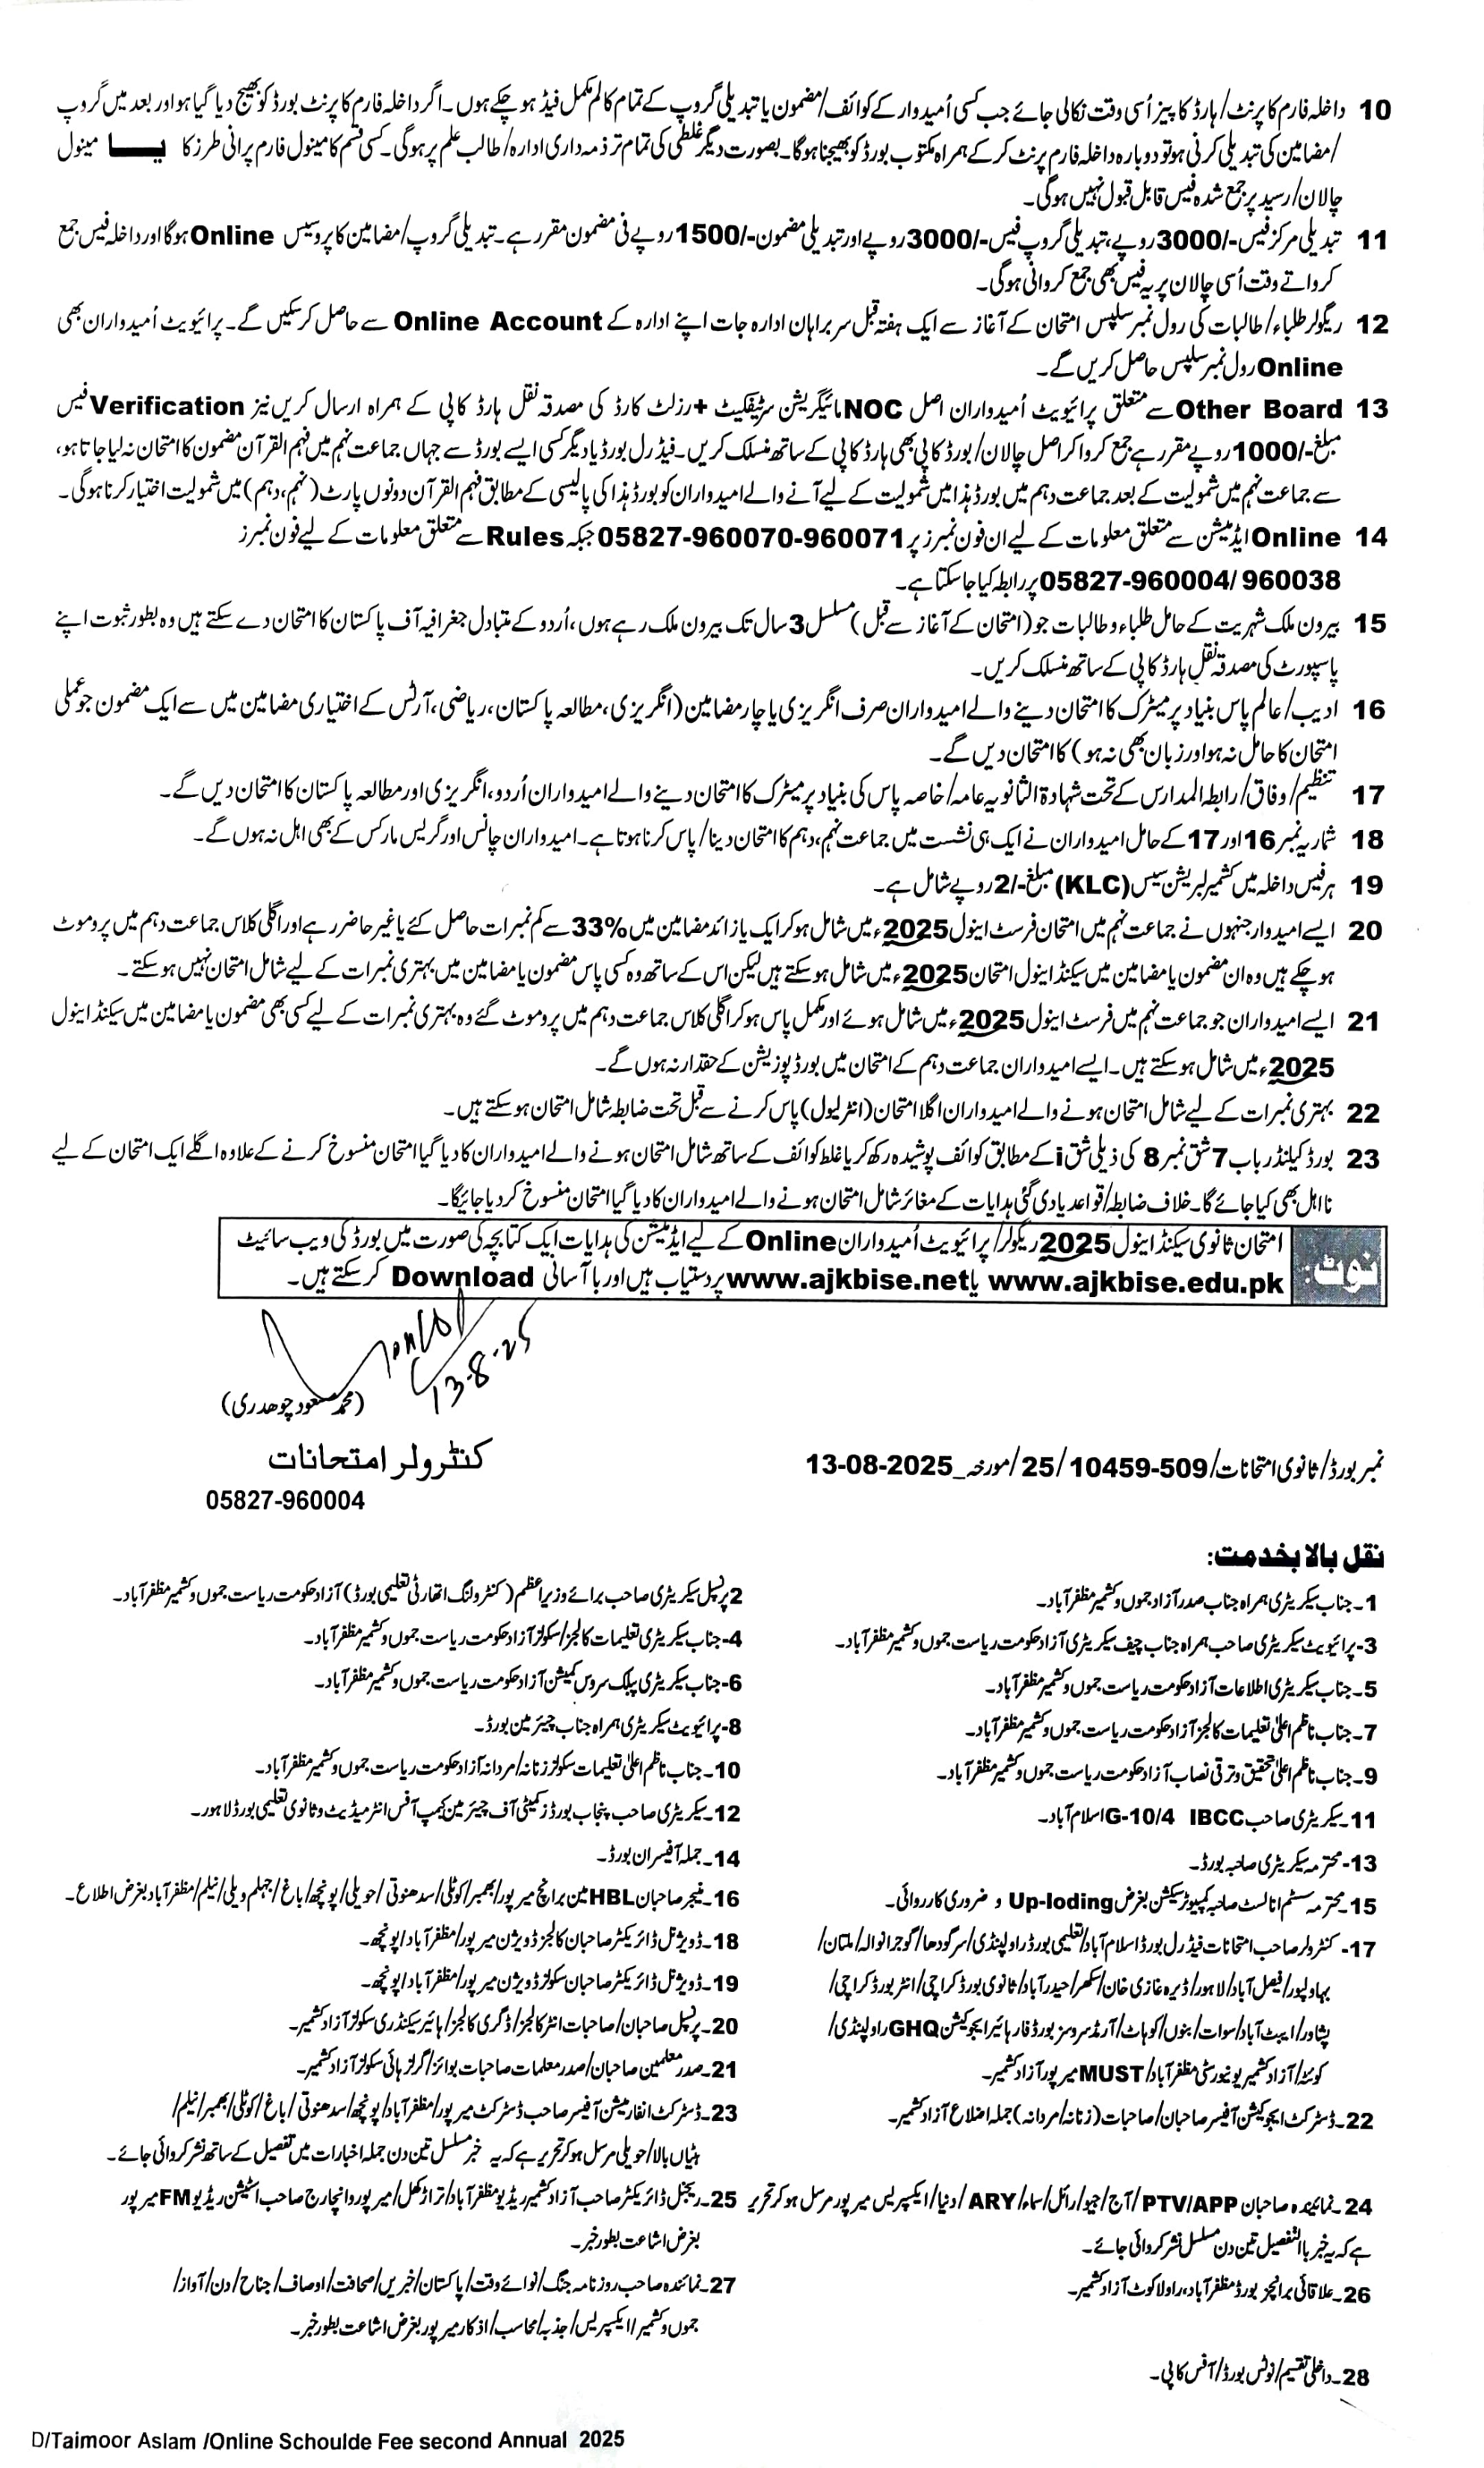 10 داخلہ فارم کا پرنٹ/ہارڈ کاپیز اُسی وقت نکالی جائے جب کسی اُمیدوار کے کوائف/مضمون یا تبدیلی گروپ کے تمام کالم مکمل فیڈ ہو چکے ہوں۔ اگر داخلہ فارم کا پرنٹ بورڈ کو بھیج دیا گیا ہو اور بعد میں گروپ
/مضامین کی تبدیلی کرنی ہو تو دوبارہ داخلہ فارم پرنٹ کر کے ہمراہ مکتوب بورڈ کو بھیجنا ہوگا۔ بصورت دیگر غلطی کی تمام تر ذمہ داری ادارہ/طالب علم پر ہوگی۔ کسی قسم کا مینول فارم پرانی طرز کا یا مینول
چالان/رسید پر جمع شدہ فیس قابل قبول نہیں ہوگی۔
11 تبدیلی مرکز فیس -/3000 روپے، تبدیلی گروپ فیس -/3000 روپے اور تبدیلی مضمون -/1500 روپے فی مضمون مقرر ہے۔ تبدیلی گروپ/مضامین کا پروسیس Online ہوگا اور داخلہ فیس جمع
کرواتے وقت اُسی چالان پر یہ فیس بھی جمع کروانی ہوگی۔
12 ریگولر طلباء/طالبات کی رول نمبر سلپس امتحان کے آغاز سے ایک ہفتہ قبل سربراہان ادارہ جات اپنے ادارہ کے Online Account سے حاصل کر سکیں گے۔ پرائیویٹ اُمیدواران بھی
Online رول نمبر سلپس حاصل کریں گے۔
13 Other Board سے متعلق پرائیویٹ اُمیدواران اصل NOC مائیگریشن سرٹیفکیٹ + رزلٹ کارڈ کی مصدقہ نقل ہارڈ کاپی کے ہمراہ ارسال کریں نیز Verification فیس
مبلغ -/1000 روپے مقرر ہے جمع کروا کر اصل چالان/بورڈ کاپی بھی ہارڈ کاپی کے ساتھ منسلک کریں۔ فیڈرل بورڈ یا دیگر کسی ایسے بورڈ سے جہاں جماعت نہم میں فہم القرآن مضمون کا امتحان نہ لیا جاتا ہو،
سے جماعت نہم میں شمولیت کے بعد جماعت دہم میں بورڈ ہذا میں شمولیت کے لیے آنے والے امیدواران کو بورڈ ہذا کی پالیسی کے مطابق فہم القرآن دونوں پارٹ (نہم، دہم) میں شمولیت اختیار کرنا ہوگی۔
14 Online ایڈمیشن سے متعلق معلومات کے لیے ان فون نمبرز پر 05827-960070-960071 جبکہ Rules سے متعلق معلومات کے لیے فون نمبرز
05827-960004/960038 پر رابطہ کیا جا سکتا ہے۔
15 بیرون ملک شہریت کے حامل طلباء و طالبات جو (امتحان کے آغاز سے قبل) مسلسل 3 سال تک بیرون ملک رہے ہوں، اُردو کے متبادل جغرافیہ آف پاکستان کا امتحان دے سکتے ہیں وہ بطور ثبوت اپنے
پاسپورٹ کی مصدقہ نقل ہارڈ کاپی کے ساتھ منسلک کریں۔
16 ادیب/عالم پاس بنیاد پر میٹرک کا امتحان دینے والے امیدواران صرف انگریزی یا چار مضامین (انگریزی، مطالعہ پاکستان، ریاضی، آرٹس کے اختیاری مضامین میں سے ایک مضمون جو عملی
امتحان کا حامل نہ ہو اور زبان بھی نہ ہو) کا امتحان دیں گے۔
17 تنظیم/وفاق/رابطہ المدارس کے تحت شہادۃ الثانویہ عامہ/خاصہ پاس کی بنیاد پر میٹرک کا امتحان دینے والے امیدواران اُردو، انگریزی اور مطالعہ پاکستان کا امتحان دیں گے۔
18 شماریہ نمبر 16 اور 17 کے حامل امیدواران نے ایک ہی نشست میں جماعت نہم، دہم کا امتحان دینا/پاس کرنا ہوتا ہے۔ امیدواران چانس اور گریس مارکس کے بھی اہل نہ ہوں گے۔
19 ہر فیس داخلہ میں کشمیر لبریشن سیس (KLC) مبلغ -/2 روپے شامل ہے۔
20 ایسے امیدوار جنہوں نے جماعت نہم میں امتحان فرسٹ اینول 2025ء میں شامل ہو کر ایک یا زائد مضامین میں 33% سے کم نمبرات حاصل کئے یا غیر حاضر رہے اور اگلی کلاس جماعت دہم میں پروموٹ
ہو چکے ہیں وہ ان مضمون یا مضامین میں سیکنڈ اینول امتحان 2025ء میں شامل ہو سکتے ہیں لیکن اس کے ساتھ وہ کسی پاس مضمون یا مضامین میں بہتری نمبرات کے لیے شامل امتحان نہیں ہو سکتے۔
21 ایسے امیدواران جو جماعت نہم میں فرسٹ اینول 2025ء میں شامل ہوئے اور مکمل پاس ہو کر اگلی کلاس جماعت دہم میں پروموٹ گئے وہ بہتری نمبرات کے لیے کسی بھی مضمون یا مضامین میں سیکنڈ اینول
2025ء میں شامل ہو سکتے ہیں۔ ایسے امیدواران جماعت دہم کے امتحان میں بورڈ پوزیشن کے حقدار نہ ہوں گے۔
22 بہتری نمبرات کے لیے شامل امتحان ہونے والے امیدواران اگلا امتحان (انٹر لیول) پاس کرنے سے قبل تحت ضابطہ شامل امتحان ہو سکتے ہیں۔
23 بورڈ کیلنڈر باب 7 شق نمبر 8 کی ذیلی شق i کے مطابق کوائف پوشیدہ رکھ کر یا غلط کوائف کے ساتھ شامل امتحان ہونے والے امیدواران کا دیا گیا امتحان منسوخ کرنے کے علاوہ اگلے ایک امتحان کے لیے
نااہل بھی کیا جائے گا۔ خلاف ضابطہ/قواعد یا دی گئی ہدایات کے مغائر شامل امتحان ہونے والے امیدواران کا دیا گیا امتحان منسوخ کر دیا جائیگا۔
نوٹ:
امتحان ثانوی سیکنڈ اینول 2025 ریگولر/پرائیویٹ اُمیدواران Online کے لیے ایڈمیشن کی ہدایات ایک کتابچہ کی صورت میں بورڈ کی ویب سائیٹ
www.ajkbise.edu.pk یا www.ajkbise.net پر دستیاب ہیں اور با آسانی Download کر سکتے ہیں۔
13-8-25
(محمد مسعود چوھدری)
کنٹرولر امتحانات
05827-960004
نمبر بورڈ/ثانوی امتحانات/10459-509/25/مورخہ_13-08-2025
نقل بالا بخدمت:
1۔جناب سیکریٹری ہمراہ جناب صدر آزاد جموں و کشمیر مظفرآباد۔
2 پرنسپل سیکریٹری صاحب برائے وزیراعظم (کنٹرولنگ اتھارٹی تعلیمی بورڈ) آزاد حکومت ریاست جموں و کشمیر مظفرآباد۔
3-پرائیویٹ سیکریٹری صاحب ہمراہ جناب چیف سیکریٹری آزاد حکومت ریاست جموں و کشمیر مظفرآباد۔
4-جناب سیکریٹری تعلیمات کالجز/سکولز آزاد حکومت ریاست جموں و کشمیر مظفرآباد۔
5۔جناب سیکریٹری اطلاعات آزاد حکومت ریاست جموں و کشمیر مظفرآباد۔
6-جناب سیکریٹری پبلک سروس کمیشن آزاد حکومت ریاست جموں و کشمیر مظفرآباد۔
7۔جناب ناظم اعلیٰ تعلیمات کالجز آزاد حکومت ریاست جموں و کشمیر مظفرآباد۔
8-پرائیویٹ سیکریٹری ہمراہ جناب چیئرمین بورڈ۔
9۔جناب ناظم اعلیٰ تحقیق و ترقی نصاب آزاد حکومت ریاست جموں و کشمیر مظفرآباد۔
10۔جناب ناظم اعلیٰ تعلیمات سکولز زنانہ/مردانہ آزاد حکومت ریاست جموں و کشمیر مظفرآباد۔
11۔سیکریٹری صاحب IBCC G-10/4 اسلام آباد۔
12۔سیکریٹری صاحب پنجاب بورڈز کمیٹی آف چیئرمین کیمپ آفس انٹرمیڈیٹ و ثانوی تعلیمی بورڈ لاہور۔
13-محترمہ سیکریٹری صاحبہ بورڈ۔
14۔جملہ آفیسران بورڈ۔
15۔محترمہ سسٹم انالسٹ صاحبہ کمپیوٹر سیکشن بغرض Up-loding و ضروری کارروائی۔
16۔منیجر صاحبان HBL مین برانچ میرپور/بھمبر/کوٹلی/سدھنوتی/حویلی/پونچھ/باغ/جہلم ویلی/نیلم/مظفرآباد بغرض اطلاع۔
17- کنٹرولر صاحب امتحانات فیڈرل بورڈ اسلام آباد/تعلیمی بورڈ راولپنڈی/سرگودھا/گوجرانوالہ/ملتان/
بہاولپور/فیصل آباد/لاہور/ڈیرہ غازی خان/سکھر/حیدرآباد/ثانوی بورڈ کراچی/انٹر بورڈ کراچی/
پشاور/ایبٹ آباد/سوات/بنوں/کوہاٹ/آرمڈ سروسز بورڈ فار ہائیر ایجوکیشن GHQ راولپنڈی/
کوئٹہ/آزاد کشمیر یونیورسٹی مظفرآباد/MUST میرپور آزاد کشمیر۔
18۔ڈویژنل ڈائریکٹر صاحبان کالجز ڈویژن میرپور/مظفرآباد/پونچھ۔
19۔ڈویژنل ڈائریکٹر صاحبان سکولز ڈویژن میرپور/مظفرآباد/پونچھ۔
20۔پرنسپل صاحبان/صاحبات انٹر کالجز/ڈگری کالجز/ہائیر سیکنڈری سکولز آزاد کشمیر۔
21۔صدر معلمین صاحبان/صدر معلمات صاحبات بوائز/گرلز ہائی سکولز آزاد کشمیر۔
22۔ڈسٹرکٹ ایجوکیشن آفیسر صاحبان/صاحبات (زنانہ/مردانہ) جملہ اضلاع آزاد کشمیر۔
23۔ڈسٹرکٹ انفارمیشن آفیسر صاحب ڈسٹرکٹ میرپور/مظفرآباد/پونچھ/سدھنوتی/باغ/کوٹلی/بھمبر/نیلم/
ہٹیاں بالا/حویلی مرسل ہو کر تحریر ہے کہ یہ خبر مسلسل تین دن جملہ اخبارات میں تفصیل کے ساتھ نشر کروائی جائے۔
24۔نمائیندہ صاحبان PTV/APP/آج/جیو/رائل/سماء/ARY/دنیا/ایکسپریس میرپور مرسل ہو کر تحریر
ہے کہ یہ خبر بالتفصیل تین دن مسلسل نشر کروائی جائے۔
25۔ریجنل ڈائریکٹر صاحب آزاد کشمیر ریڈیو مظفرآباد/تراڑکھل/میرپور و انچارج صاحب اسٹیشن ریڈیو FM میرپور
بغرض اشاعت بطور خبر۔
26۔علاقائی برانچز بورڈ مظفرآباد، راولاکوٹ آزاد کشمیر۔
27۔نمائندہ صاحب روزنامہ جنگ/نوائے وقت/پاکستان/خبریں/صحافت/اوصاف/جناح/دن/آواز/
جموں و کشمیر/ایکسپریس/جذبہ/محاسب/اذکار میرپور بغرض اشاعت بطور خبر۔
28۔داخلی تقسیم/نوٹس بورڈ/آفس کاپی۔
D/Taimoor Aslam /Online Schoulde Fee second Annual 2025